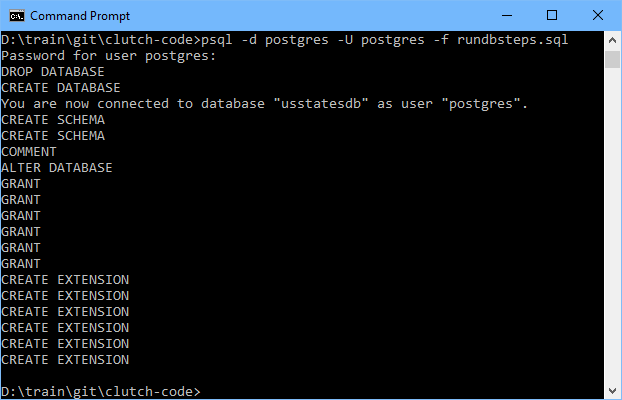 Command Prompt
D:\train\git\clutch-code>psql -d postgres -U postgres -f rundbsteps.sql
Password for user postgres:
DROP DATABASE
CREATE DATABASE
You are now connected to database "usstatesdb" as user "postgres".
CREATE SCHEMA
CREATE SCHEMA
COMMENT
ALTER DATABASE
GRANT
GRANT
GRANT
GRANT
GRANT
GRANT
CREATE EXTENSION
CREATE EXTENSION
CREATE EXTENSION
CREATE EXTENSION
CREATE EXTENSION
CREATE EXTENSION
D:\train\git\clutch-code>